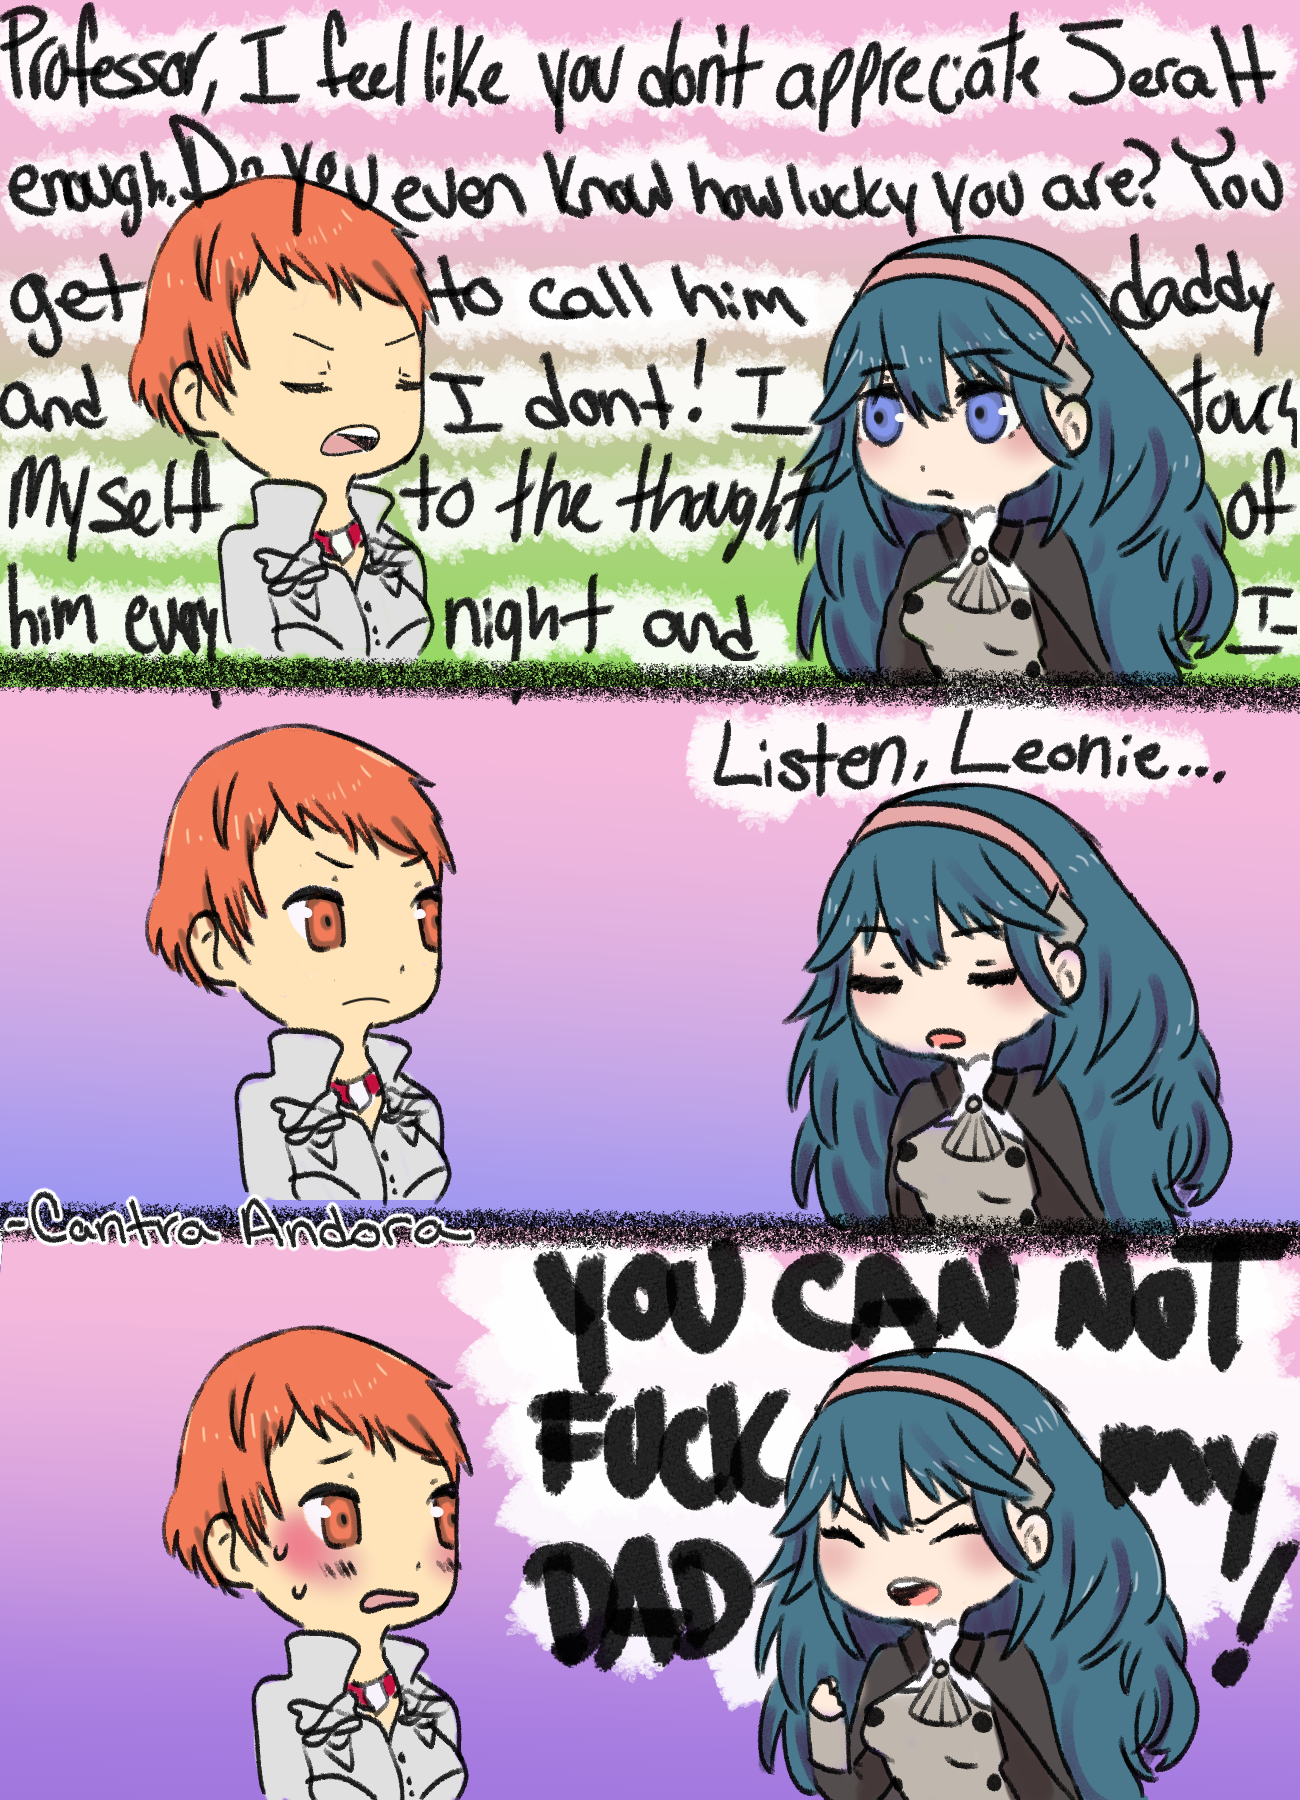 Professor, I feel like you don't appreciate Jeralt
enough. Do you even know how lucky you are? You
get to call him daddy
and I dont! I touch
myself to the thought of
him every night and I-
Listen, Leonie...
-Cantra Andora
YOU CAN NOT
FUCK MY
DAD!